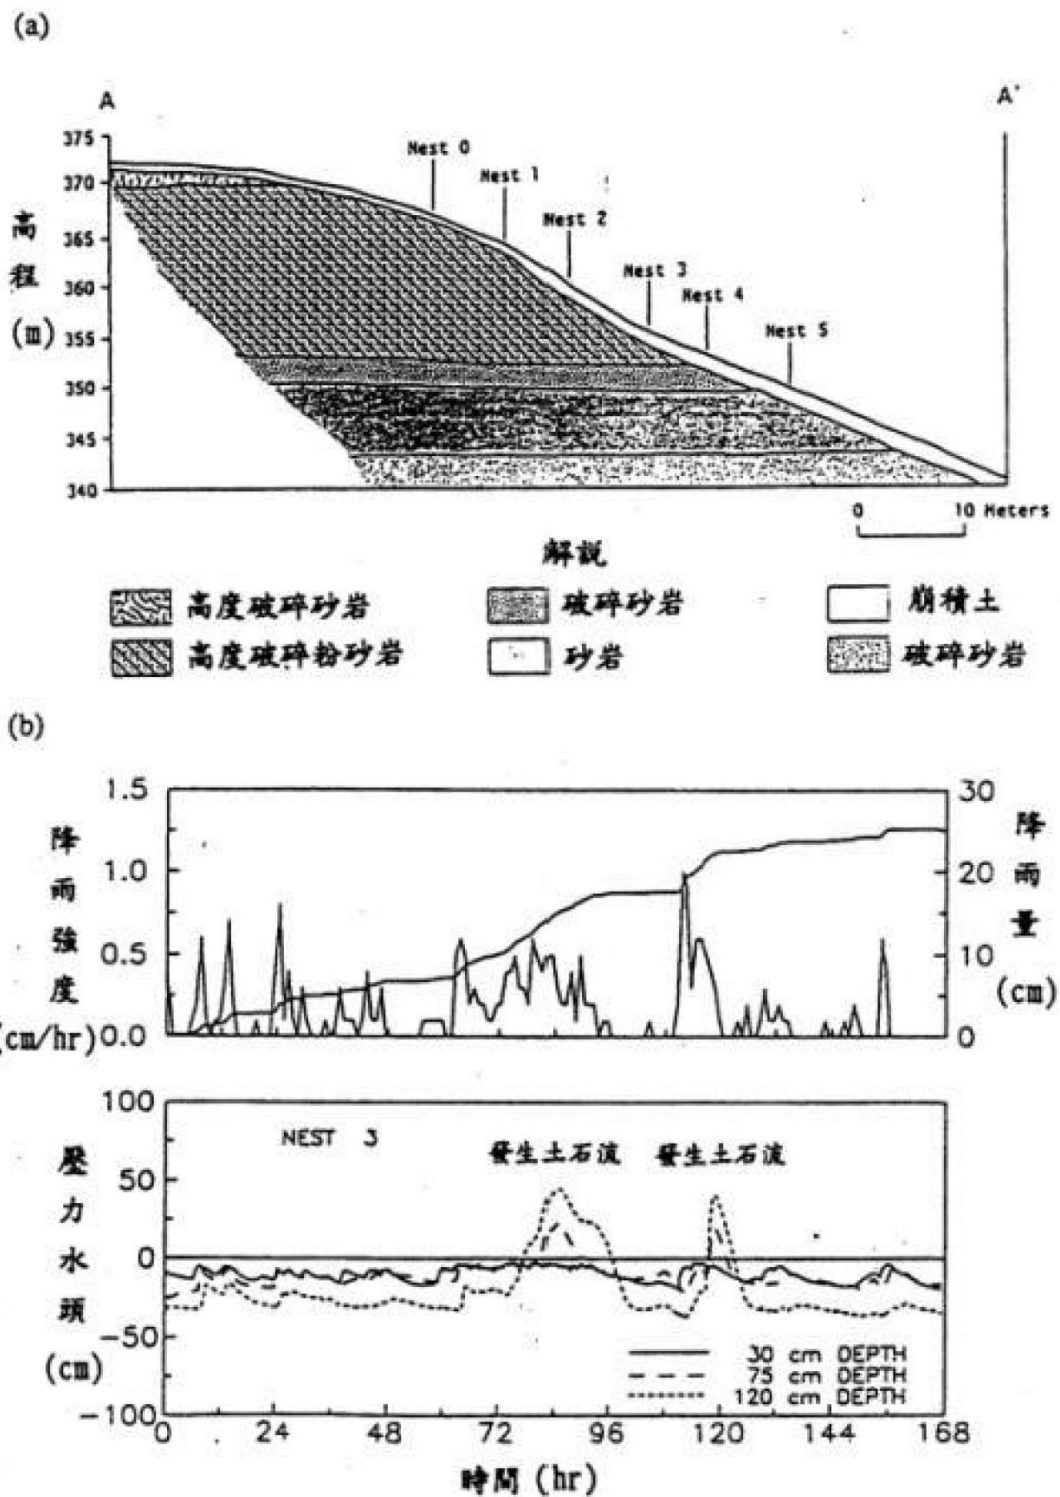 (a)
A A'
375
370
365
360
355
350
345
340
高程(m)
Nest 0
Nest 1
Nest 2
Nest 3
Nest 4
Nest 5
0 10 Meters
解說
高度破碎砂岩 破碎砂岩 崩積土
高度破碎粉砂岩 砂岩 破碎砂岩
(b)
1.5
1.0
0.5
0.0
降雨強度(cm/hr)
30
20
10
0
降雨量(cm)
100
50
0
-50
-100
壓力水頭(cm)
NEST 3
發生土石流 發生土石流
30 cm DEPTH
75 cm DEPTH
120 cm DEPTH
0 24 48 72 96 120 144 168
時間(hr)